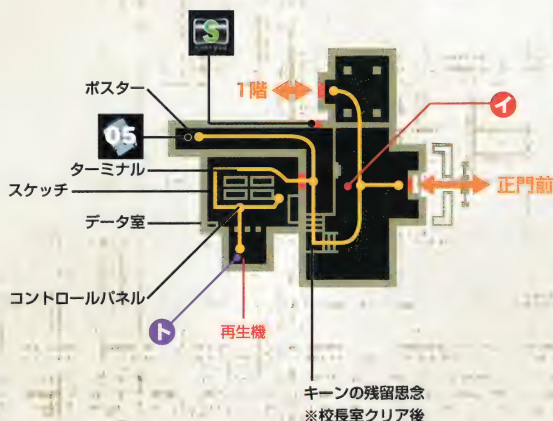 S
1階
ポスター
05
イ
ターミナル
スケッチ
正門前
データ室
コントロールパネル
ト
再生機
キーンの残留思念
※校長室クリア後